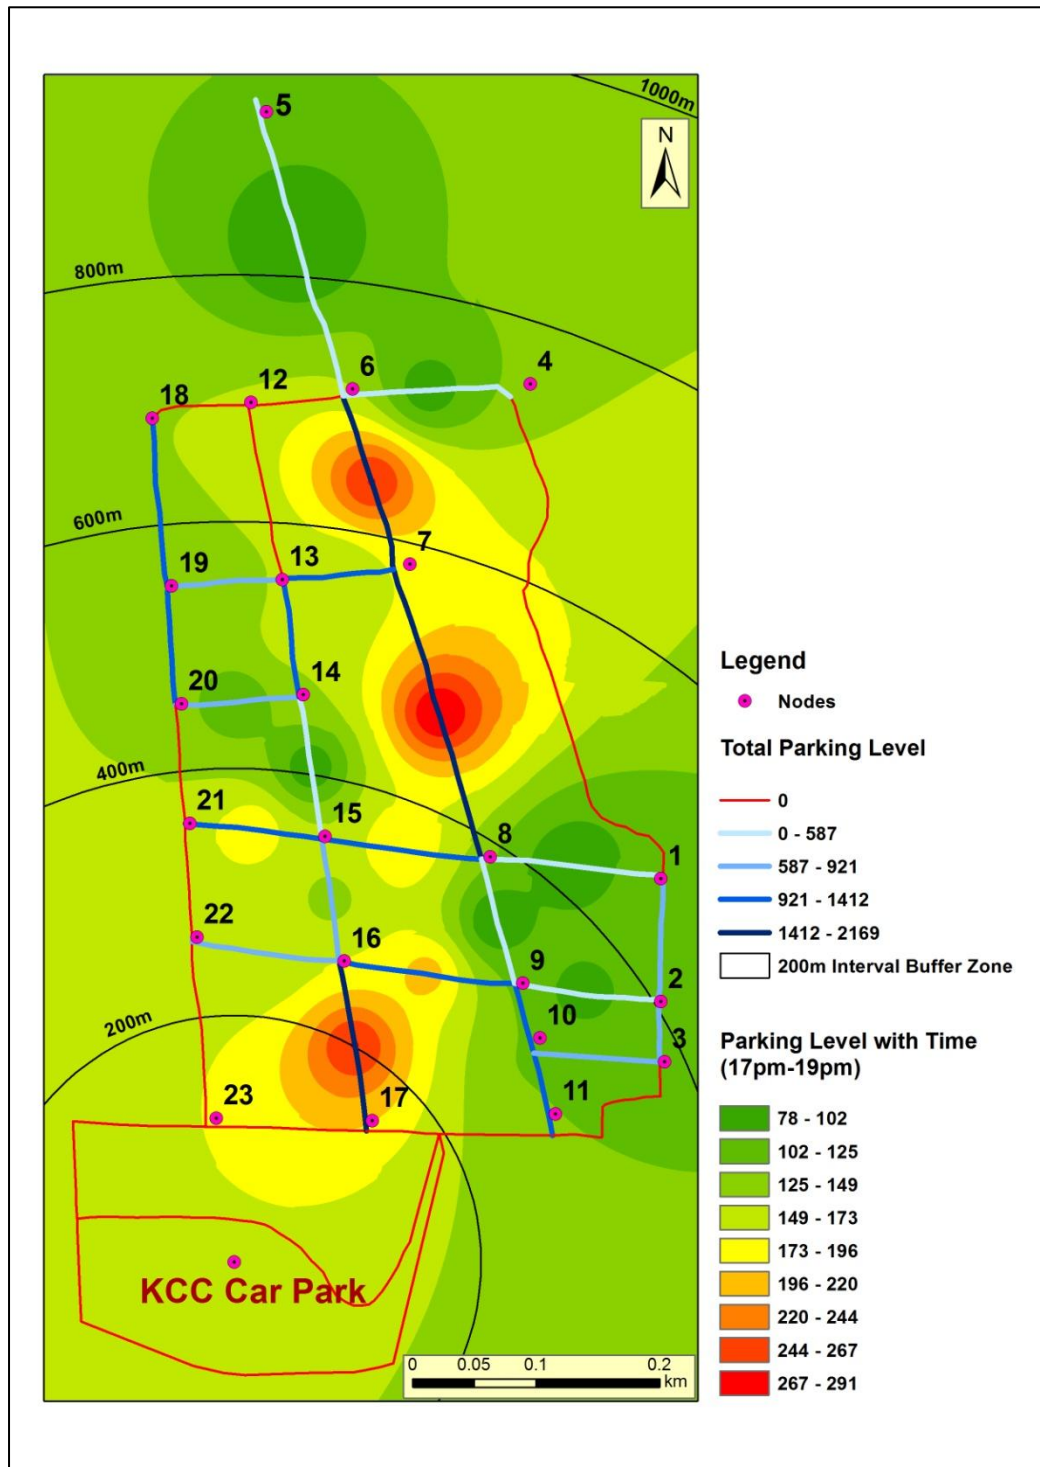 1000m
5
N
800m
6
4
12
18
600m
7
19
13
20
14
400m
21
15
8
1
22
16
9
2
10
3
200m
11
23
17
KCC Car Park
0 0.05 0.1 0.2
km
Legend
Nodes
Total Parking Level
0
0 - 587
587 - 921
921 - 1412
1412 - 2169
200m Interval Buffer Zone
Parking Level with Time
(17pm-19pm)
78 - 102
102 - 125
125 - 149
149 - 173
173 - 196
196 - 220
220 - 244
244 - 267
267 - 291